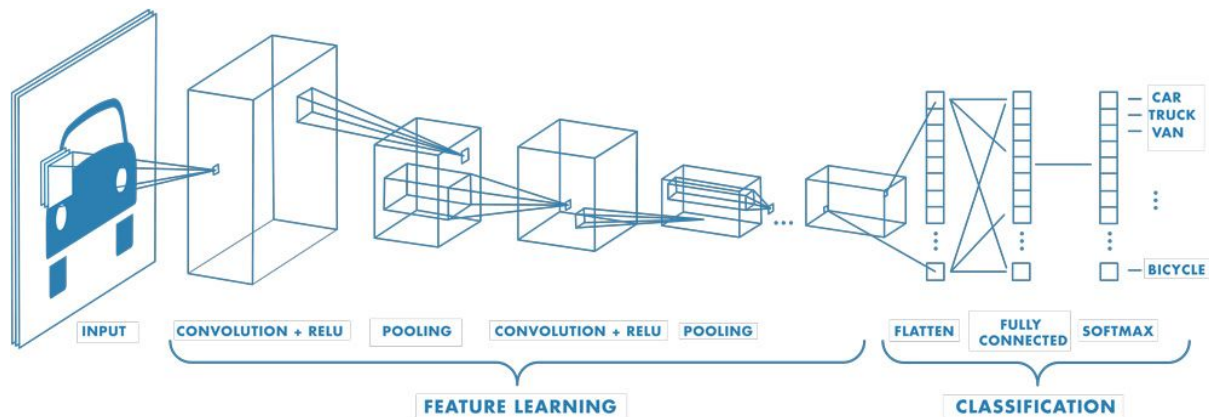 CAR
TRUCK
VAN
BICYCLE
INPUT
CONVOLUTION + RELU
POOLING
CONVOLUTION + RELU
POOLING
FLATTEN
FULLY
CONNECTED
SOFTMAX
FEATURE LEARNING
CLASSIFICATION